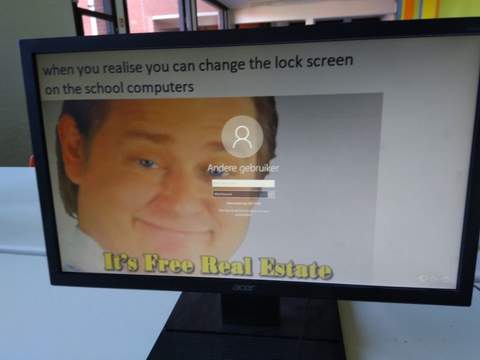 when you realise you can change the lock screen
on the school computers
Andere gebruiker
It's Free Real Estate
acer